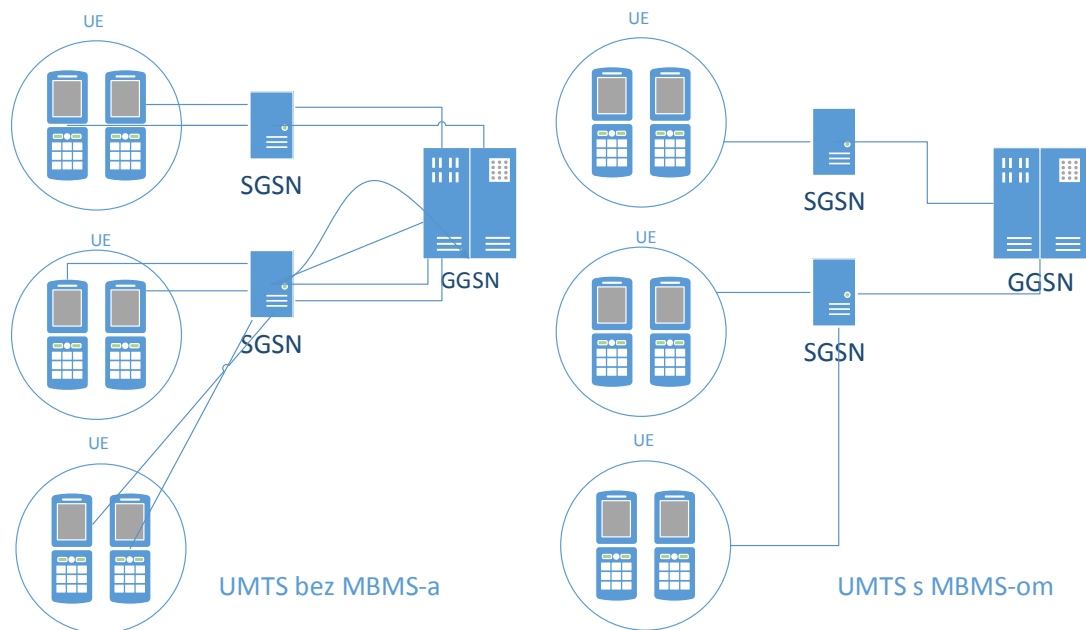 UE
SGSN
UE
GGSN
SGSN
UE
UMTS bez MBMS-a
UE
SGSN
UE
GGSN
SGSN
UE
UMTS s MBMS-om